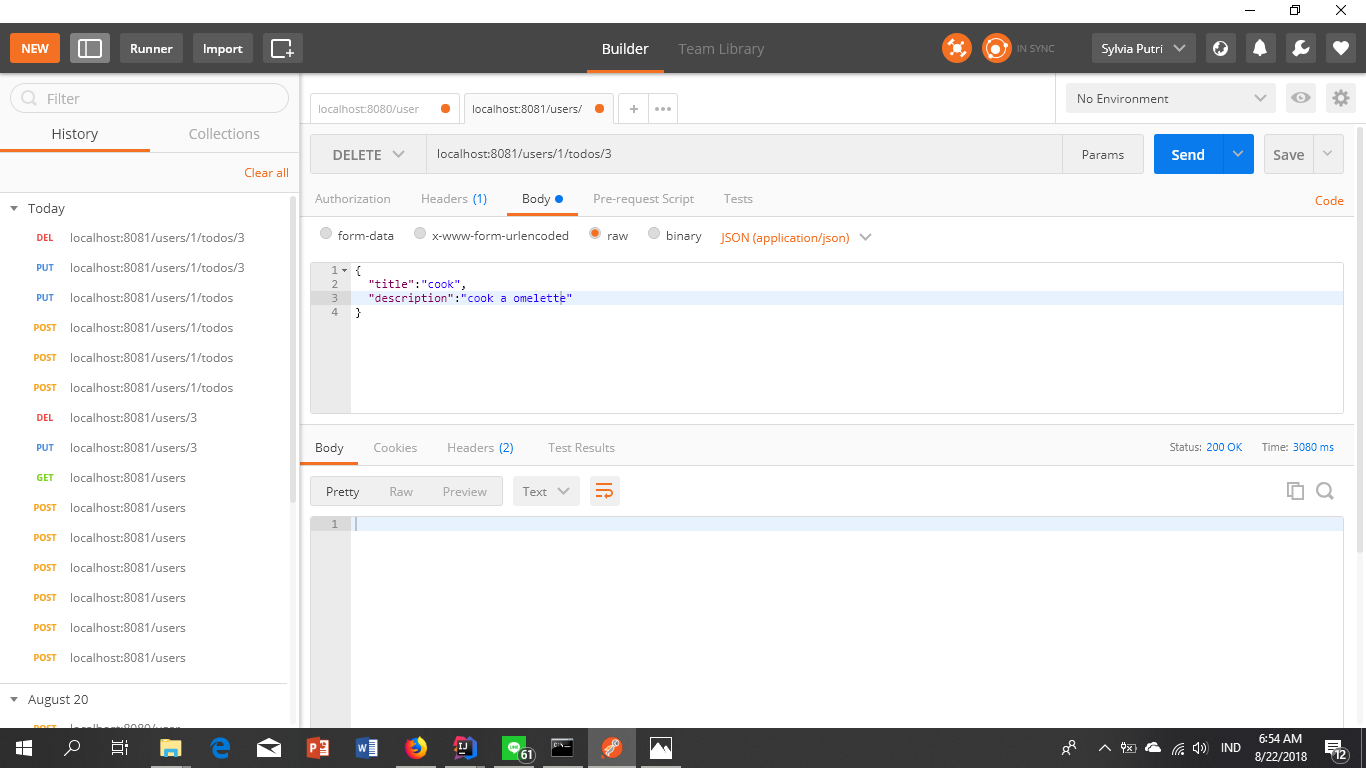 NEW Runner Import Builder Team Library IN SYNC Sylvia Putri
Filter
History Collections
Clear all
Today
DEL localhost:8081/users/1/todos/3
PUT localhost:8081/users/1/todos/3
PUT localhost:8081/users/1/todos
POST localhost:8081/users/1/todos
POST localhost:8081/users/1/todos
POST localhost:8081/users/1/todos
DEL localhost:8081/users/3
PUT localhost:8081/users/3
GET localhost:8081/users
POST localhost:8081/users
POST localhost:8081/users
POST localhost:8081/users
POST localhost:8081/users
POST localhost:8081/users
POST localhost:8081/users
August 20
POST localhost:8080/user
localhost:8080/user localhost:8081/users/ + ••• No Environment
DELETE localhost:8081/users/1/todos/3 Params Send Save
Authorization Headers (1) Body Pre-request Script Tests Code
form-data x-www-form-urlencoded raw binary JSON (application/json)
1 {
2 "title":"cook",
3 "description":"cook a omelette"
4 }
Body Cookies Headers (2) Test Results Status: 200 OK Time: 3080 ms
Pretty Raw Preview Text
1
61 IND 6:54 AM
8/22/2018 12